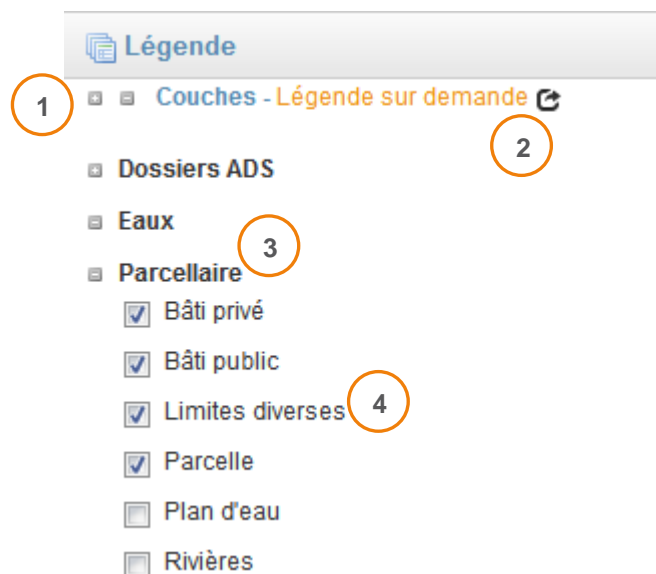 Légende
1 Couches - Légende sur demande
2
Dossiers ADS
Eaux
3
Parcellaire
Bâti privé
Bâti public
Limites diverses 4
Parcelle
Plan d'eau
Rivières